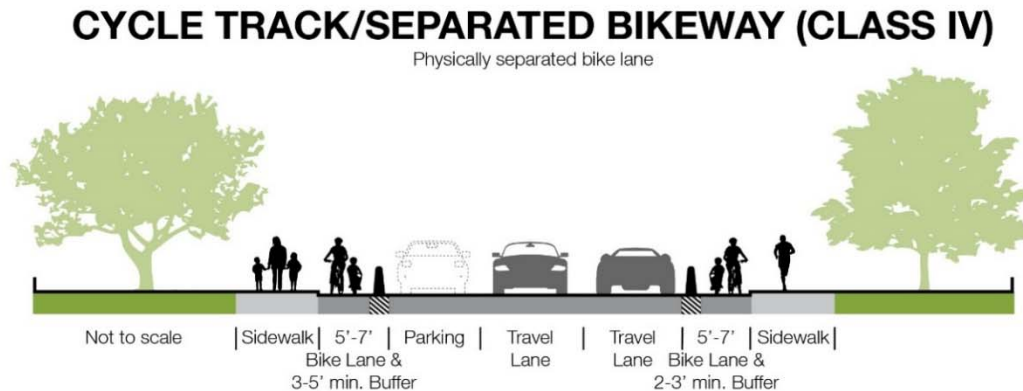 CYCLE TRACK/SEPARATED BIKEWAY (CLASS IV)
Physically separated bike lane
Not to scale
Sidewalk
5'-7'
Bike Lane &
3-5' min. Buffer
Parking
Travel
Lane
Travel
Lane
5'-7'
Bike Lane &
2-3' min. Buffer
Sidewalk